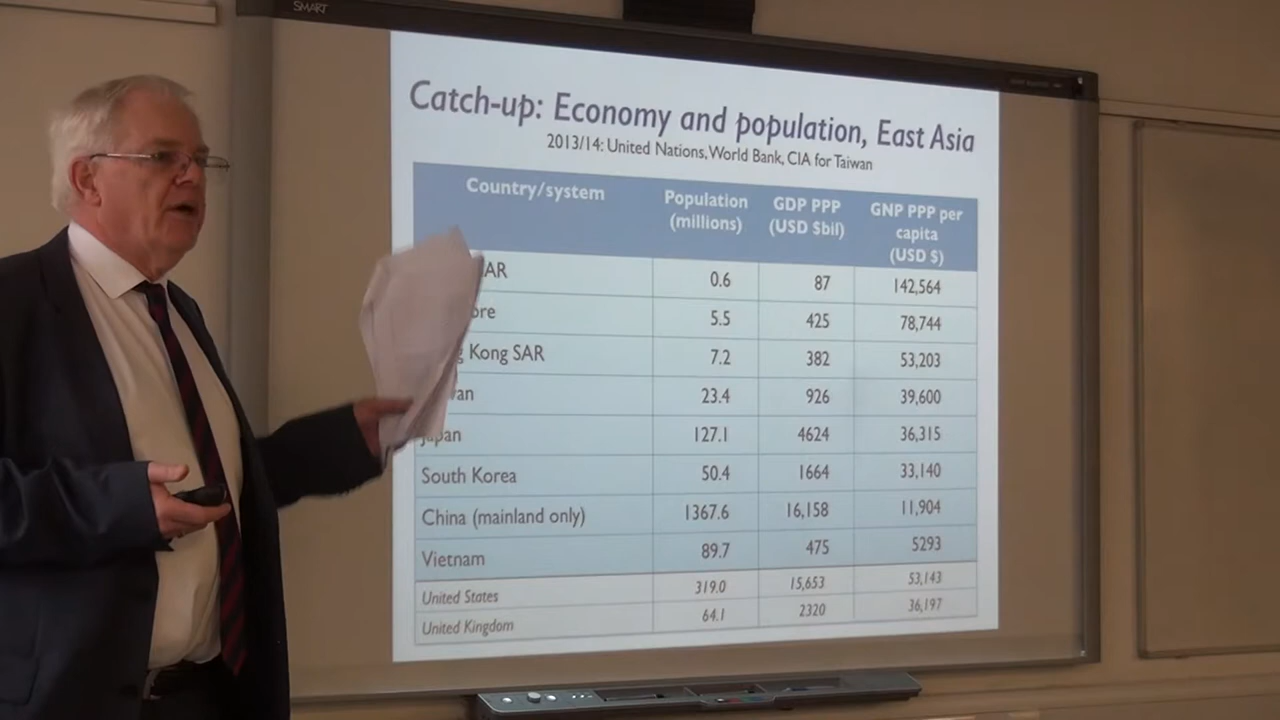 SMART
Catch-up: Economy and population, East Asia
2013/14: United Nations, World Bank, CIA for Taiwan
Country/system Population (millions) GDP PPP (USD $bil) GNP PPP per capita (USD $)
AR 0.6 87 142,564
ore 5.5 425 78,744
Kong SAR 7.2 382 53,203
an 23.4 926 39,600
Japan 127.1 4624 36,315
South Korea 50.4 1664 33,140
China (mainland only) 1367.6 16,158 11,904
Vietnam 89.7 475 5293
United States 319.0 15,653 53,143
United Kingdom 64.1 2320 36,197